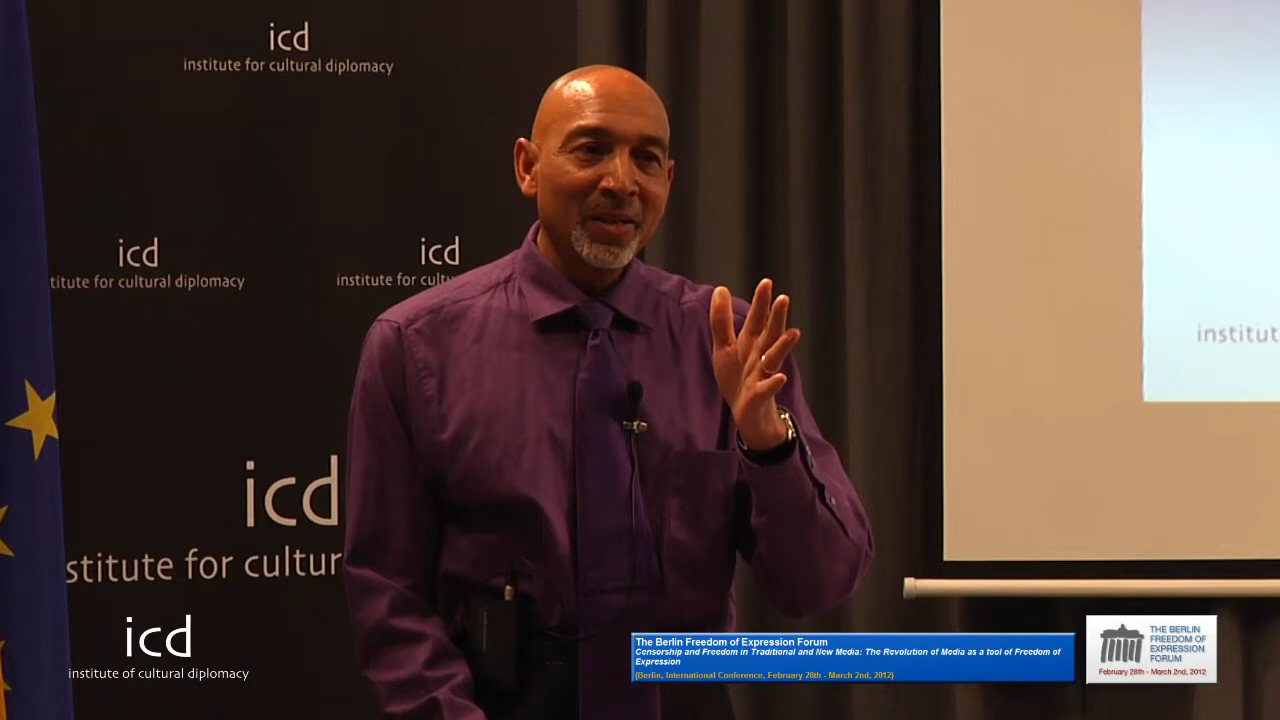 icd
institute for cultural diplomacy
icd
icd
titute for cultural diplomacy
institute for cult
institut
icd
stitute for cultur
icd
institute of cultural diplomacy
The Berlin Freedom of Expression Forum
Censorship and Freedom in Traditional and New Media: The Revolution of Media as a tool of Freedom of
Expression
(Berlin, International Conference, February 28th - March 2nd, 2012)
THE BERLIN
FREEDOM OF
EXPRESSION
FORUM
February 28th - March 2nd, 2012